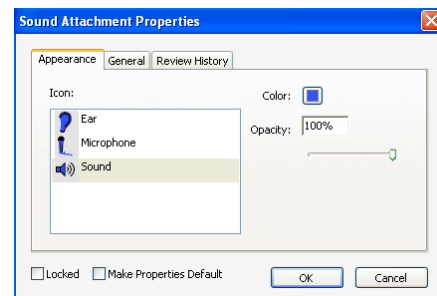 Sound Attachment Properties
Appearance General Review History
Icon:
Color:
Ear
Opacity: 100%
Microphone
Sound
Locked Make Properties Default OK Cancel